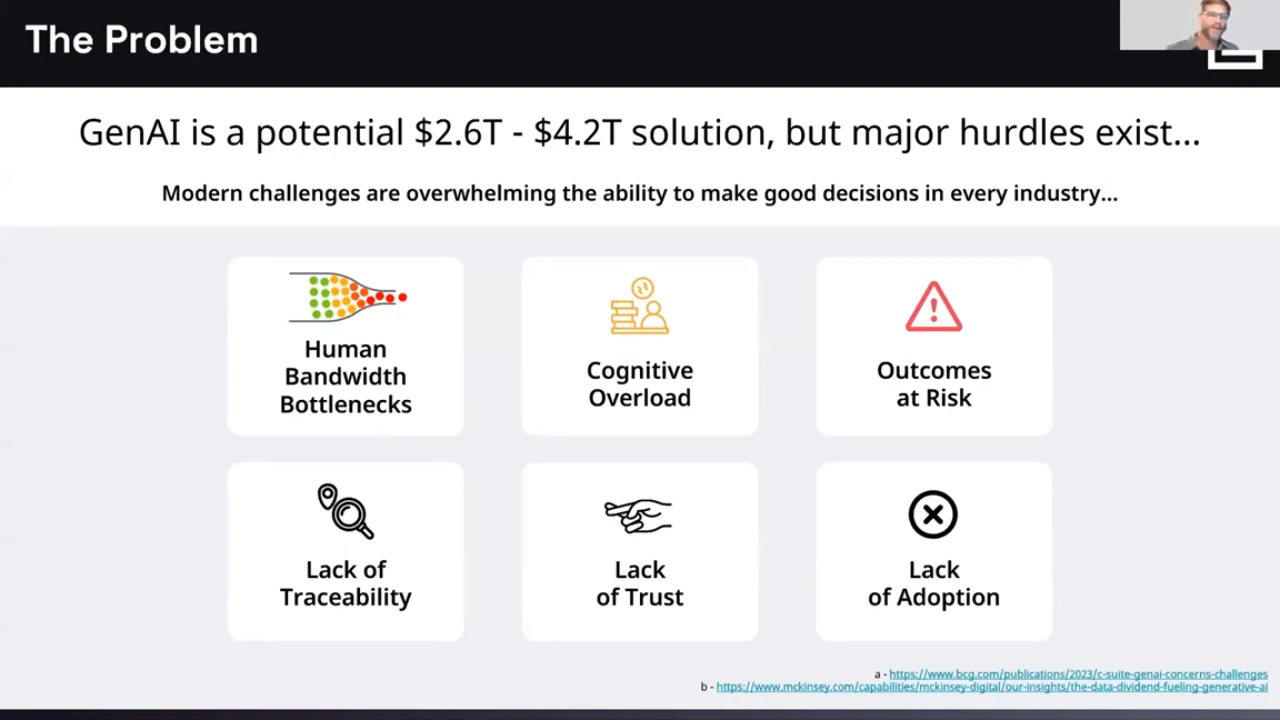 The Problem
GenAI is a potential $2.6T - $4.2T solution, but major hurdles exist...
Modern challenges are overwhelming the ability to make good decisions in every industry...
Human
Bandwidth
Bottlenecks
Cognitive
Overload
Outcomes
at Risk
Lack of
Traceability
Lack
of Trust
Lack
of Adoption
a - https://www.bcg.com/publications/2023/c-suite-genai-concerns-challenges
b - https://www.mckinsey.com/capabilities/mckinsey-digital/our-insights/the-data-dividend-fueling-generative-ai